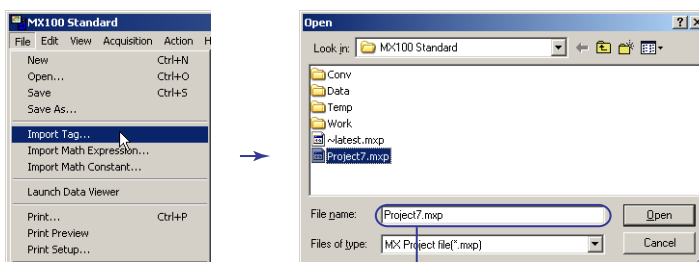 MX100 Standard
File Edit View Acquisition Action H
New Ctrl+N
Open... Ctrl+O
Save Ctrl+S
Save As...
Import Tag...
Import Math Expression...
Import Math Constant...
Launch Data Viewer
Print... Ctrl+P
Print Preview
Print Setup...
Open
Look in: MX100 Standard
Conv
Data
Temp
Work
~latest.mxp
Project7.mxp
File name: Project7.mxp Open
Files of type: MX Project file(*.mxp) Cancel